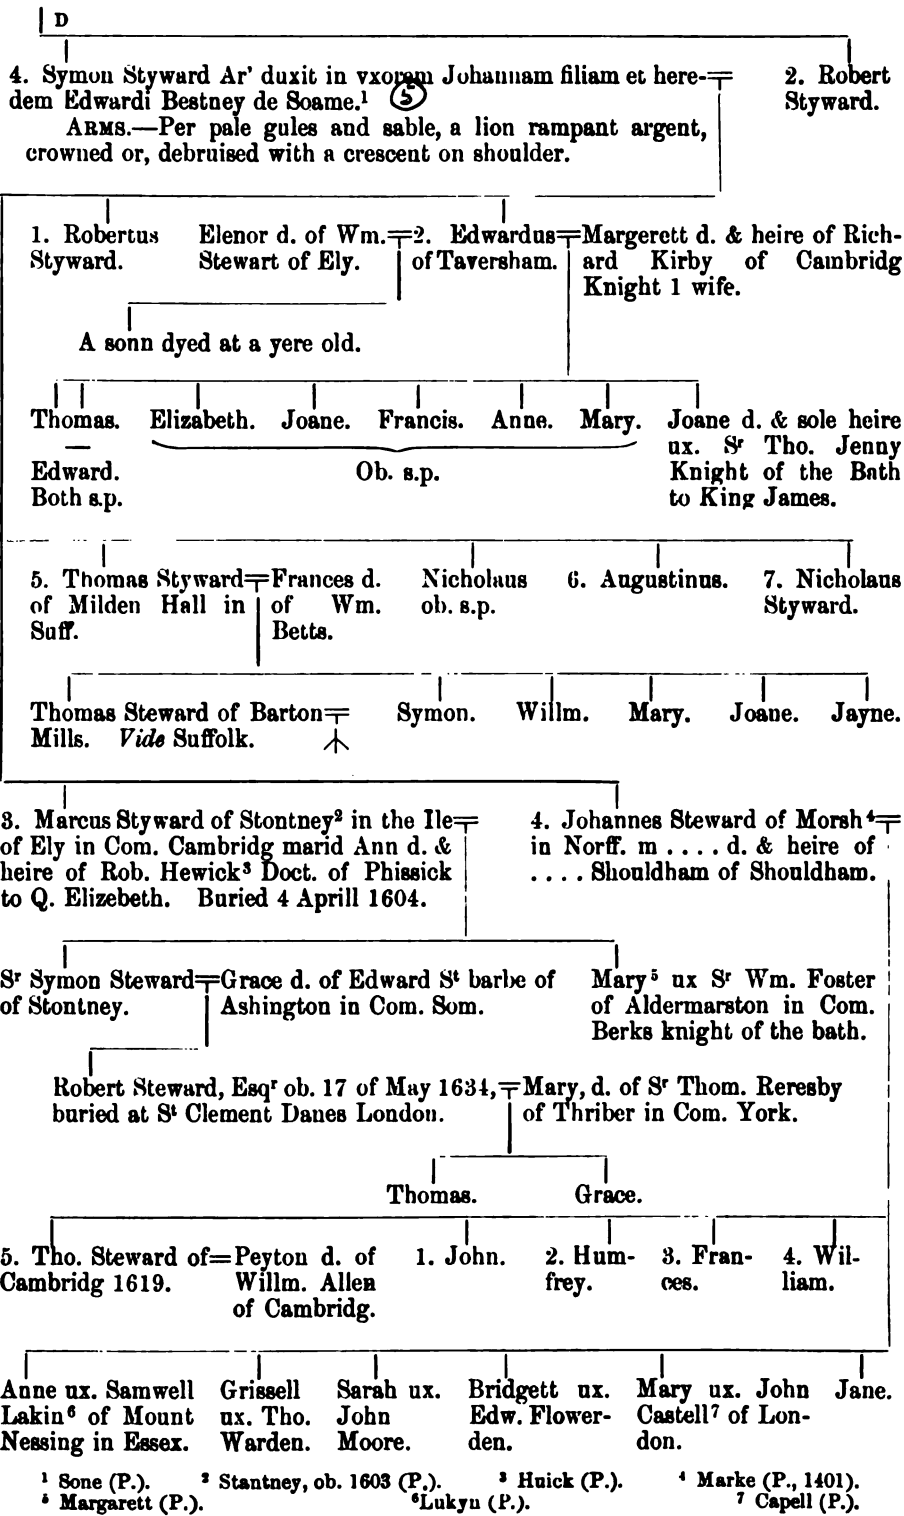 D
4. Symon Styward Ar' duxit in vxorem Johannam filiam et here-
dem Edwardi Bestney de Soame.¹ 5
ARMS.—Per pale gules and sable, a lion rampant argent,
crowned or, debruised with a crescent on shoulder.
2. Robert
Styward.
1. Robertus
Styward.
Elenor d. of Wm.
Stewart of Ely.
2. Edwardus
of Taversham.
Margerett d. & heire of Rich-
ard Kirby of Cambridg
Knight 1 wife.
A sonn dyed at a yere old.
Thomas.
Edward.
Both s.p.
Elizabeth. Joane. Francis. Anne. Mary.
Ob. s.p.
Joane d. & sole heire
ux. Sʳ Tho. Jenny
Knight of the Bath
to King James.
5. Thomas Styward
of Milden Hall in
Suff.
Frances d.
of Wm.
Betts.
Nicholaus
ob. s.p.
6. Augustinus.
7. Nicholaus
Styward.
Thomas Steward of Barton
Mills. Vide Suffolk.
Symon. Willm. Mary. Joane. Jayne.
3. Marcus Styward of Stontney² in the Ile
of Ely in Com. Cambridg marid Ann d. &
heire of Rob. Hewick³ Doct. of Phissick
to Q. Elizebeth. Buried 4 Aprill 1604.
4. Johannes Steward of Morsh⁴
in Norff. m . . . . d. & heire of
. . . . Shouldham of Shouldham.
Sʳ Symon Steward
of Stontney.
Grace d. of Edward Sᵗ barbe of
Ashington in Com. Som.
Mary⁵ ux Sʳ Wm. Foster
of Aldermarston in Com.
Berks knight of the bath.
Robert Steward, Esqʳ ob. 17 of May 1634,
buried at Sᵗ Clement Danes London.
Mary, d. of Sʳ Thom. Reresby
of Thriber in Com. York.
Thomas. Grace.
5. Tho. Steward of
Cambridg 1619.
Peyton d. of
Willm. Allen
of Cambridg.
1. John.
2. Hum-
frey.
3. Fran-
ces.
4. Wil-
liam.
Anne ux. Samwell
Lakin⁶ of Mount
Nessing in Essex.
Grissell
ux. Tho.
Warden.
Sarah ux.
John
Moore.
Bridgett ux.
Edw. Flower-
den.
Mary ux. John
Castell⁷ of Lon-
don.
Jane.
¹ Sone (P.). ² Stantney, ob. 1603 (P.). ³ Huick (P.). ⁴ Marke (P., 1401).
⁵ Margarett (P.). ⁶ Lukyn (P.). ⁷ Capell (P.).